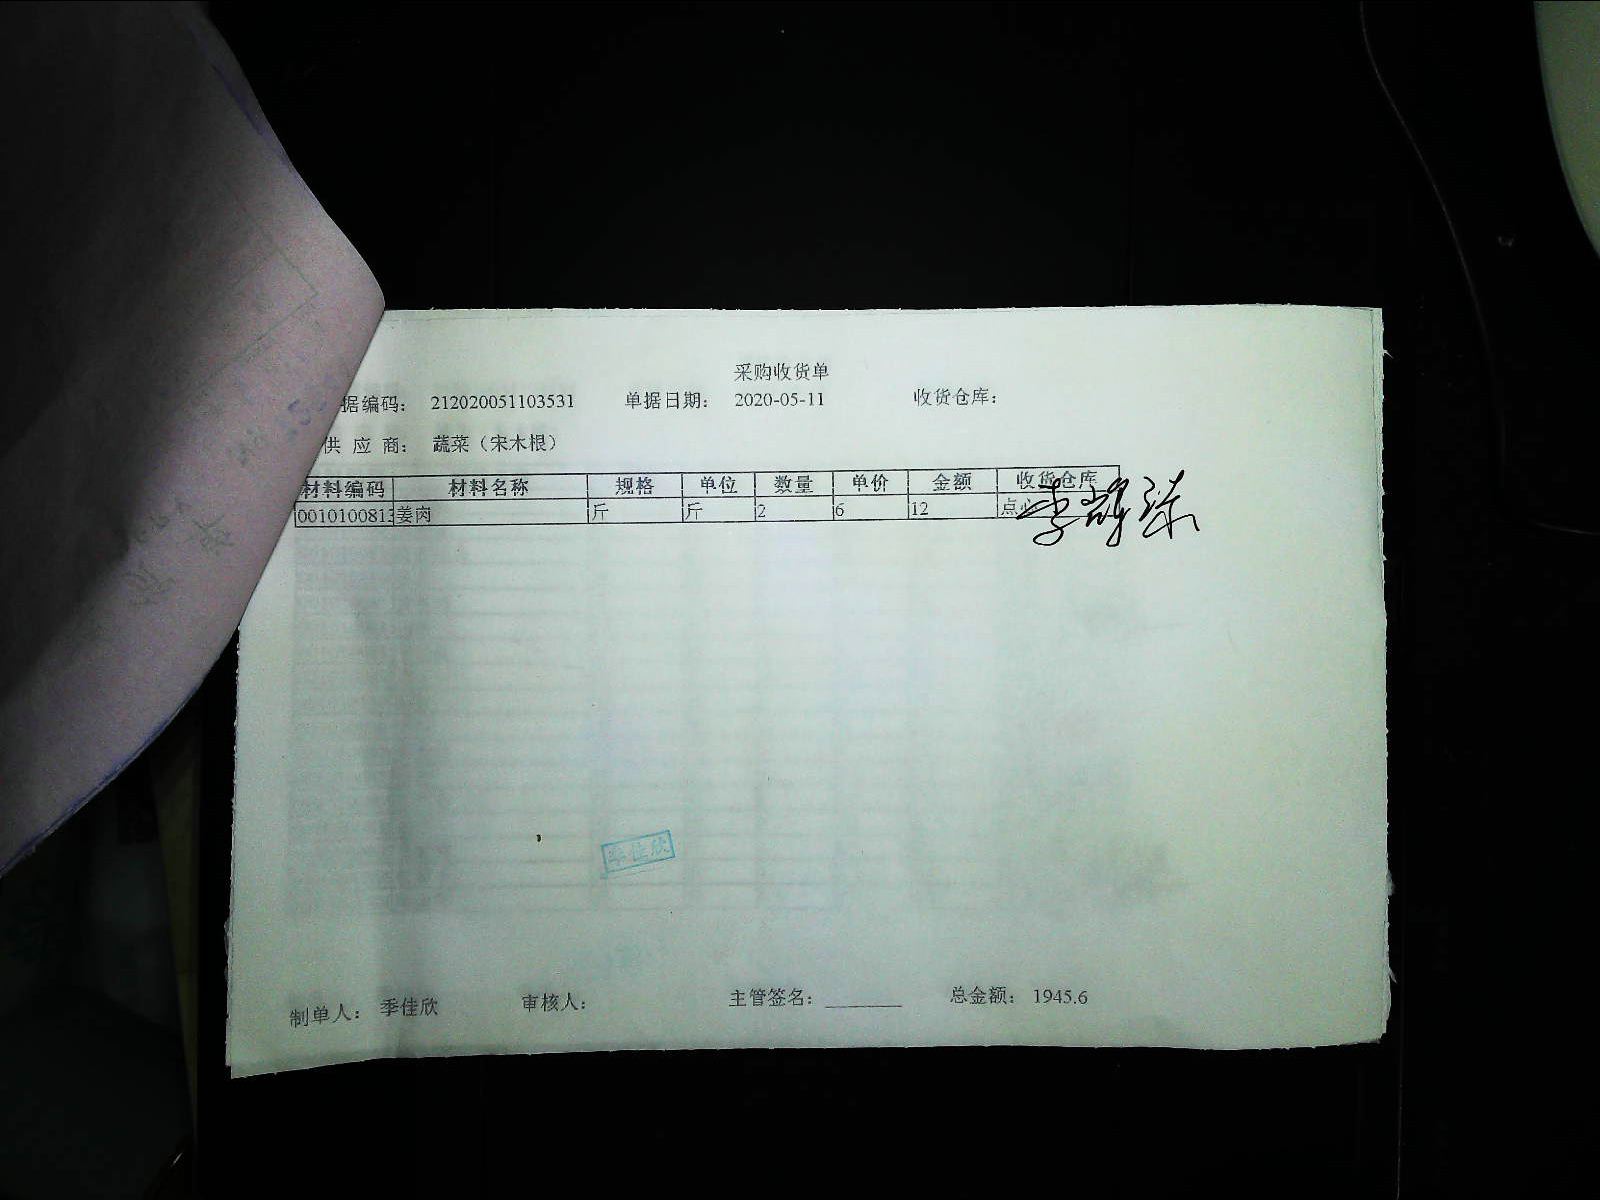 采购收货单
据编码： 212020051103531 单据日期： 2020-05-11 收货仓库：
供 应 商： 蔬菜（宋木根）
材料编码 材料名称 规格 单位 数量 单价 金额 收货仓库
0010100813 姜肉 斤 斤 2 6 12 点心
季佳欣
制单人： 季佳欣 审核人： 主管签名： ________ 总金额： 1945.6